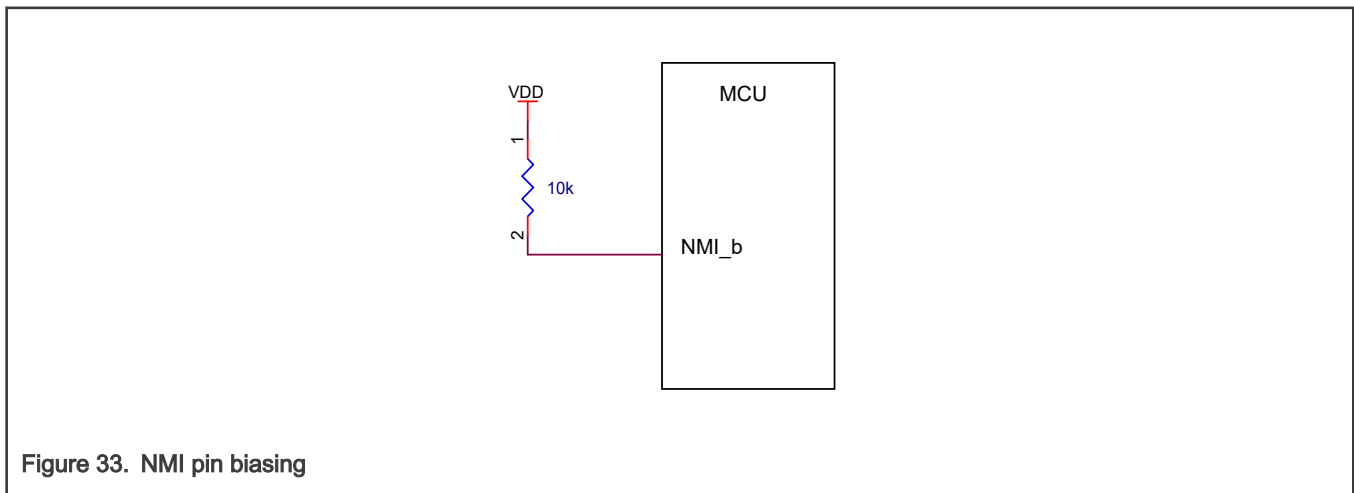 VDD
MCU
1
10k
2
NMI_b
Figure 33. NMI pin biasing